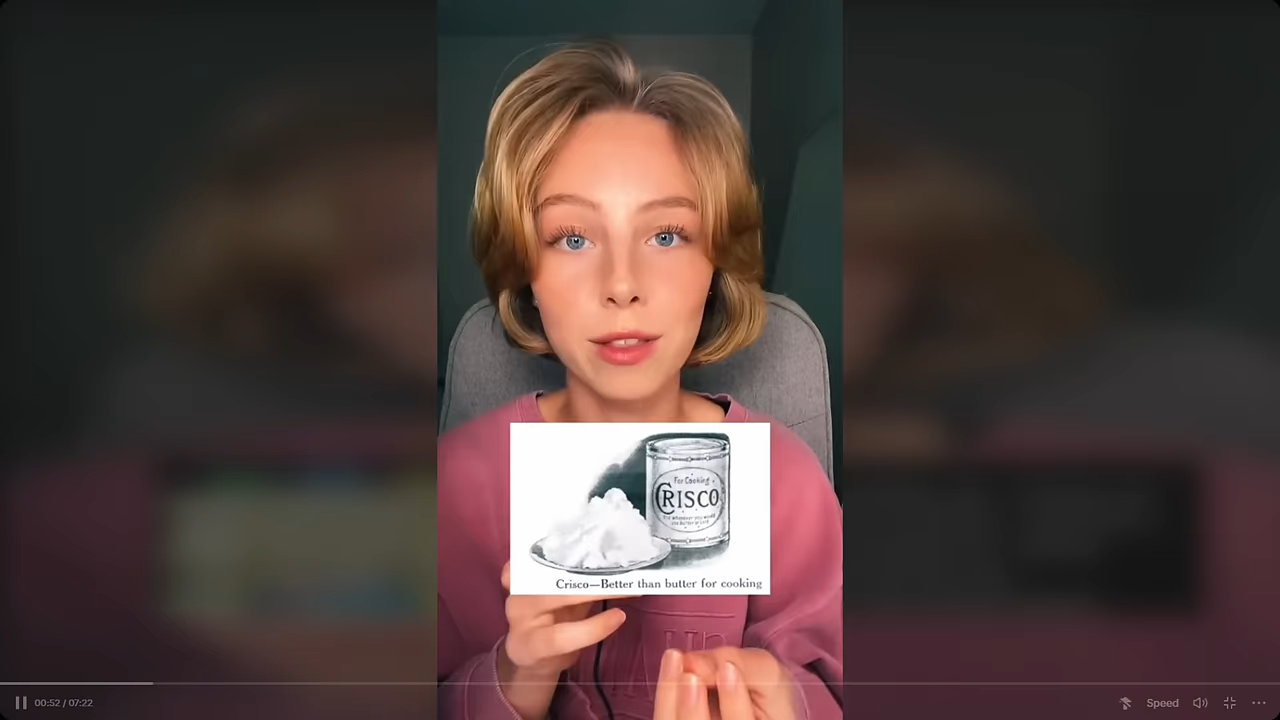 For Cooking
CRISCO
Crisco—Better than butter for cooking
00:52 / 07:22
Speed